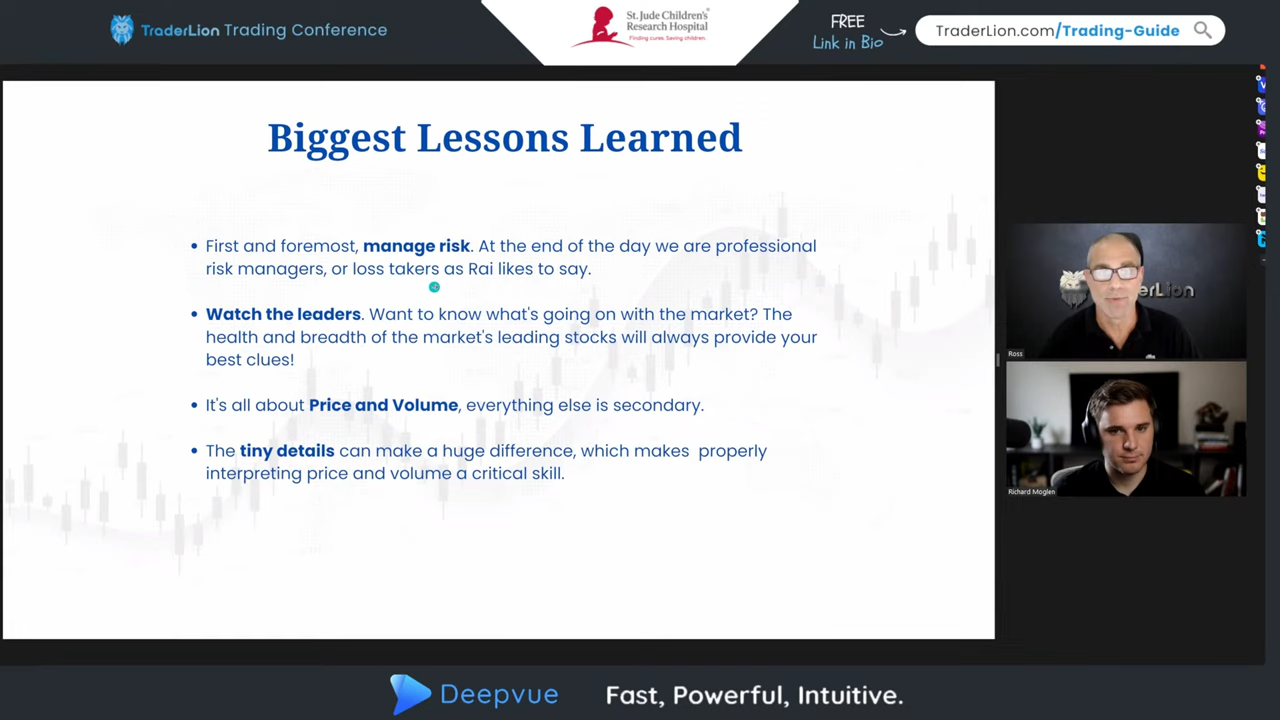 TraderLion Trading Conference
St. Jude Children's
Research Hospital
Finding cures. Saving children.
FREE
Link in Bio
TraderLion.com/Trading-Guide
Biggest Lessons Learned
• First and foremost, manage risk. At the end of the day we are professional
risk managers, or loss takers as Rai likes to say.
• Watch the leaders. Want to know what's going on with the market? The
health and breadth of the market's leading stocks will always provide your
best clues!
• It's all about Price and Volume, everything else is secondary.
• The tiny details can make a huge difference, which makes properly
interpreting price and volume a critical skill.
erLion
Ross
Richard Moglen
Deepvue
Fast, Powerful, Intuitive.